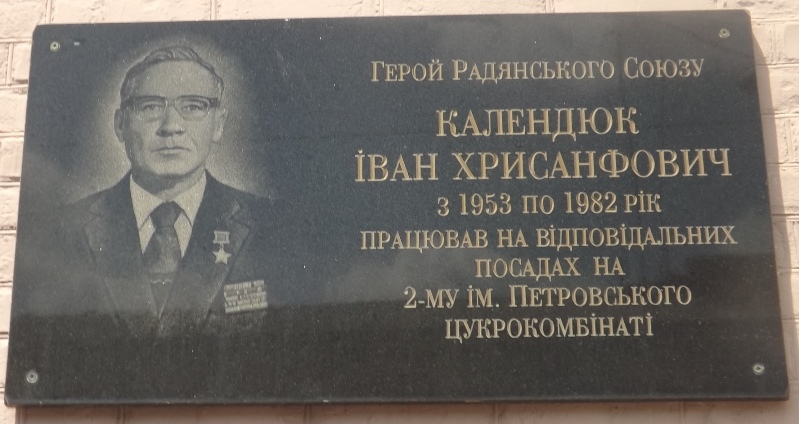 ГЕРОЙ РАДЯНСЬКОГО СОЮЗУ
КАЛЕНДЮК
ІВАН ХРИСАНФОВИЧ
З 1953 ПО 1982 РІК
ПРАЦЮВАВ НА ВІДПОВІДАЛЬНИХ
ПОСАДАХ НА
2-МУ ІМ. ПЕТРОВСЬКОГО
ЦУКРОКОМБІНАТІ